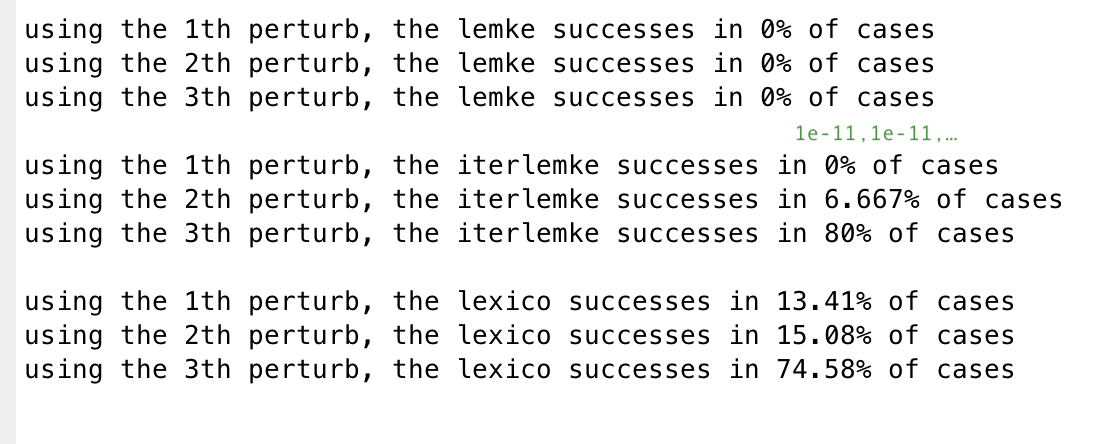 using the 1th perturb, the lemke successes in 0% of cases
using the 2th perturb, the lemke successes in 0% of cases
using the 3th perturb, the lemke successes in 0% of cases
1e-11,1e-11,…
using the 1th perturb, the iterlemke successes in 0% of cases
using the 2th perturb, the iterlemke successes in 6.667% of cases
using the 3th perturb, the iterlemke successes in 80% of cases
using the 1th perturb, the lexico successes in 13.41% of cases
using the 2th perturb, the lexico successes in 15.08% of cases
using the 3th perturb, the lexico successes in 74.58% of cases